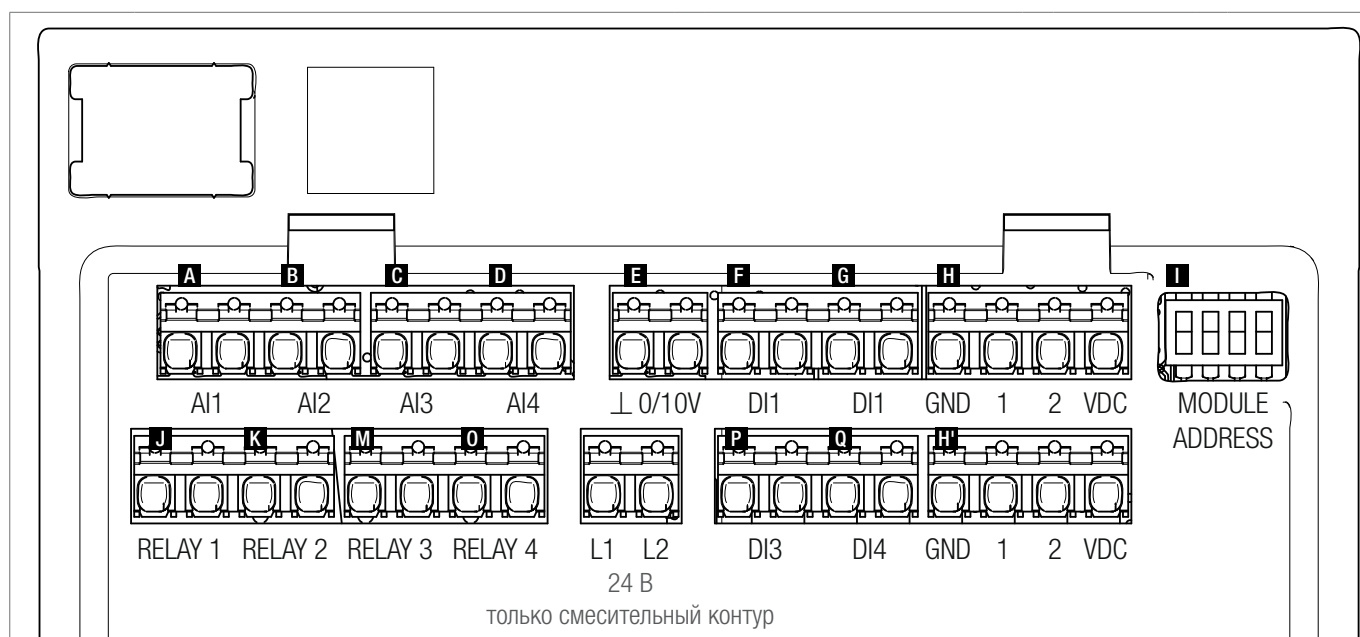 A B C D E F G H I
AI1 AI2 AI3 AI4 ⊥ 0/10V DI1 DI1 GND 1 2 VDC MODULE
ADDRESS
J K M O P Q H'
RELAY 1 RELAY 2 RELAY 3 RELAY 4 L1 L2 DI3 DI4 GND 1 2 VDC
24 В
только смесительный контур